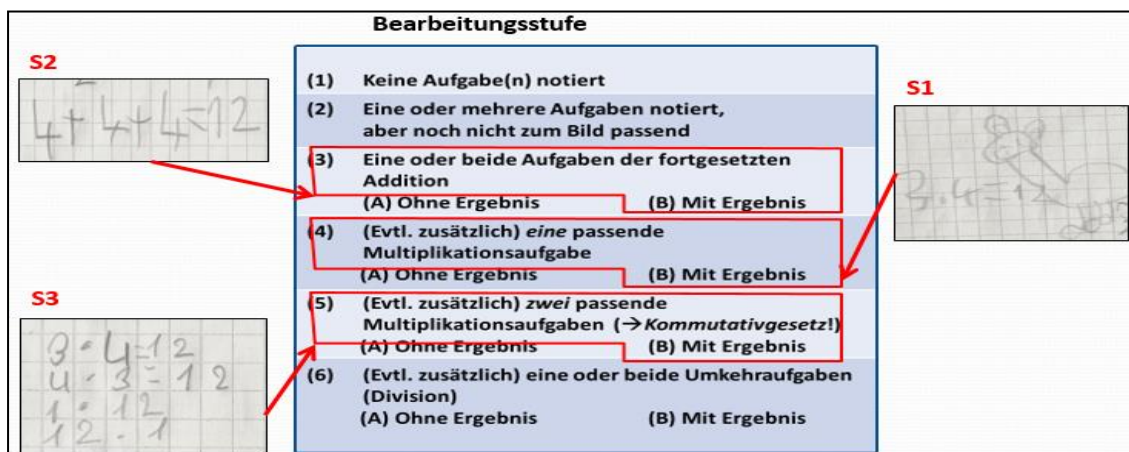 Bearbeitungsstufe
S2
4+4+4=12
S1
3·4=12
S3
3·4=12
4·3=12
1·12
12·1
(1) Keine Aufgabe(n) notiert
(2) Eine oder mehrere Aufgaben notiert,
aber noch nicht zum Bild passend
(3) Eine oder beide Aufgaben der fortgesetzten
Addition
(A) Ohne Ergebnis (B) Mit Ergebnis
(4) (Evtl. zusätzlich) eine passende
Multiplikationsaufgabe
(A) Ohne Ergebnis (B) Mit Ergebnis
(5) (Evtl. zusätzlich) zwei passende
Multiplikationsaufgaben (→Kommutativgesetz!)
(A) Ohne Ergebnis (B) Mit Ergebnis
(6) (Evtl. zusätzlich) eine oder beide Umkehraufgaben
(Division)
(A) Ohne Ergebnis (B) Mit Ergebnis